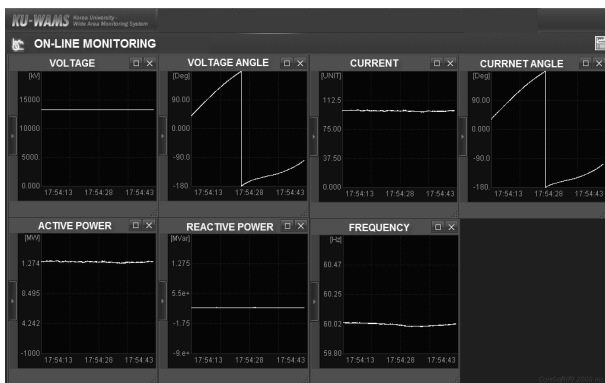 KU-WAMS Korea University -
Wide Area Monitoring System
ON-LINE MONITORING
VOLTAGE
[kV]
15000
10000
5000.
0.000
17:54:13 17:54:28 17:54:43
VOLTAGE ANGLE
[Deg]
90.00
0.000
-90.0
-180.
17:54:13 17:54:28 17:54:43
CURRENT
[UNIT]
112.5
75.00
37.50
0.000
17:54:13 17:54:28 17:54:43
CURRNET ANGLE
[Deg]
90.00
0.000
-90.0
-180.
17:54:13 17:54:28 17:54:43
ACTIVE POWER
[MW]
1.274
8.495
4.242
-1000
17:54:13 17:54:28 17:54:43
REACTIVE POWER
[MVar]
1.275
5.5e+
-1.75
-9.e+
17:54:13 17:54:28 17:54:43
FREQUENCY
[Hz]
60.47
60.25
60.02
59.80
17:54:13 17:54:28 17:54:43